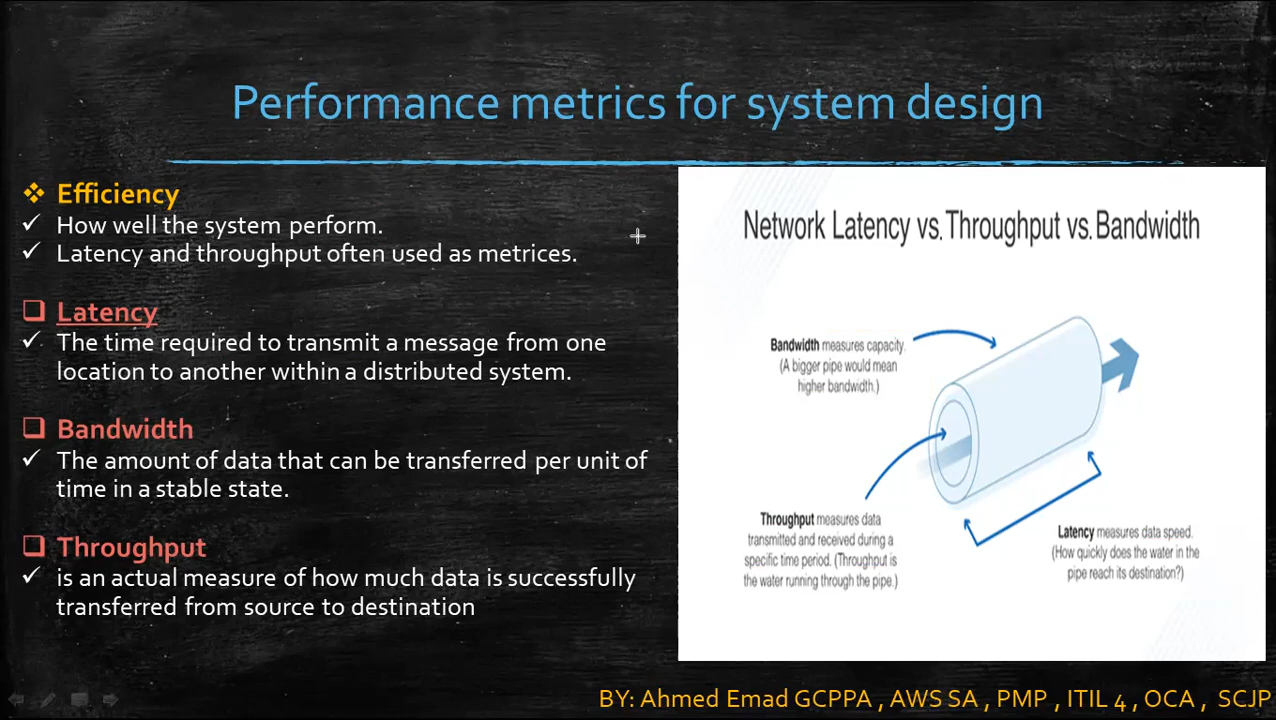 Performance metrics for system design
Efficiency
How well the system perform.
Latency and throughput often used as metrices.
Latency
The time required to transmit a message from one
location to another within a distributed system.
Bandwidth
The amount of data that can be transferred per unit of
time in a stable state.
Throughput
is an actual measure of how much data is successfully
transferred from source to destination
Network Latency vs. Throughput vs. Bandwidth
Bandwidth measures capacity.
(A bigger pipe would mean
higher bandwidth.)
Throughput measures data
transmitted and received during a
specific time period. (Throughput is
the water running through the pipe.)
Latency measures data speed.
(How quickly does the water in the
pipe reach its destination?)
BY: Ahmed Emad GCPPA , AWS SA , PMP , ITIL 4 , OCA , SCJP